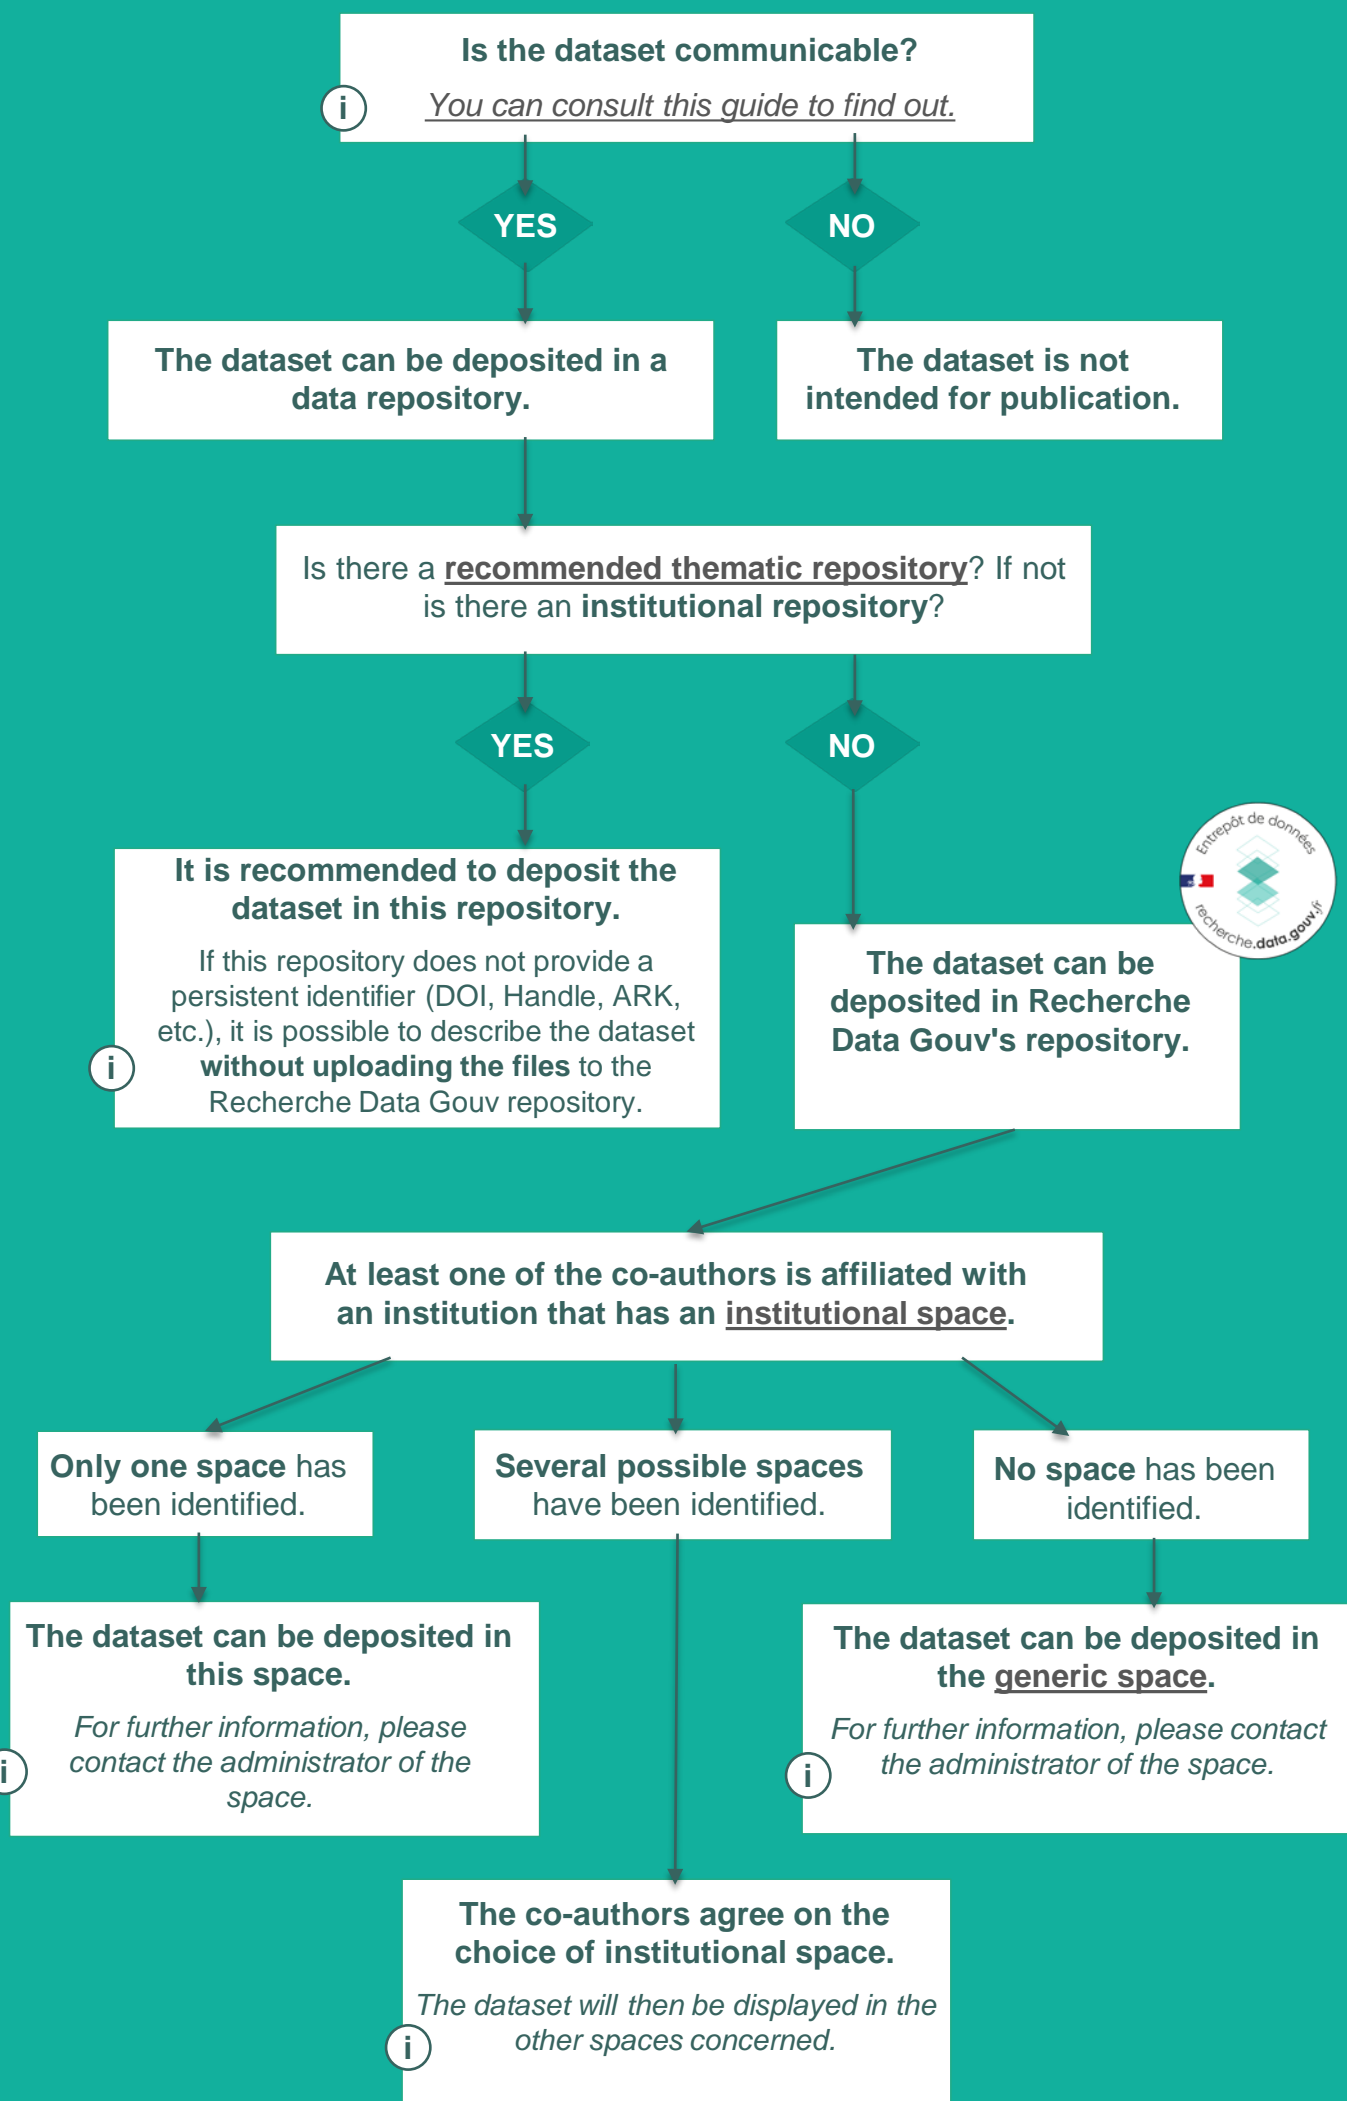 Is the dataset communicable?
i
You can consult this guide to find out.
YES
NO
The dataset can be deposited in a
data repository.
The dataset is not
intended for publication.
Is there a recommended thematic repository? If not
is there an institutional repository?
YES
NO
It is recommended to deposit the
dataset in this repository.
If this repository does not provide a
persistent identifier (DOI, Handle, ARK,
etc.), it is possible to describe the dataset
without uploading the files to the
Recherche Data Gouv repository.
i
Entrepôt de données
recherche.data.gouv.fr
The dataset can be
deposited in Recherche
Data Gouv's repository.
At least one of the co-authors is affiliated with
an institution that has an institutional space.
Only one space has
been identified.
Several possible spaces
have been identified.
No space has been
identified.
The dataset can be deposited in
this space.
For further information, please
contact the administrator of the
space.
i
The dataset can be deposited in
the generic space.
For further information, please contact
the administrator of the space.
i
The co-authors agree on the
choice of institutional space.
The dataset will then be displayed in the
other spaces concerned.
i